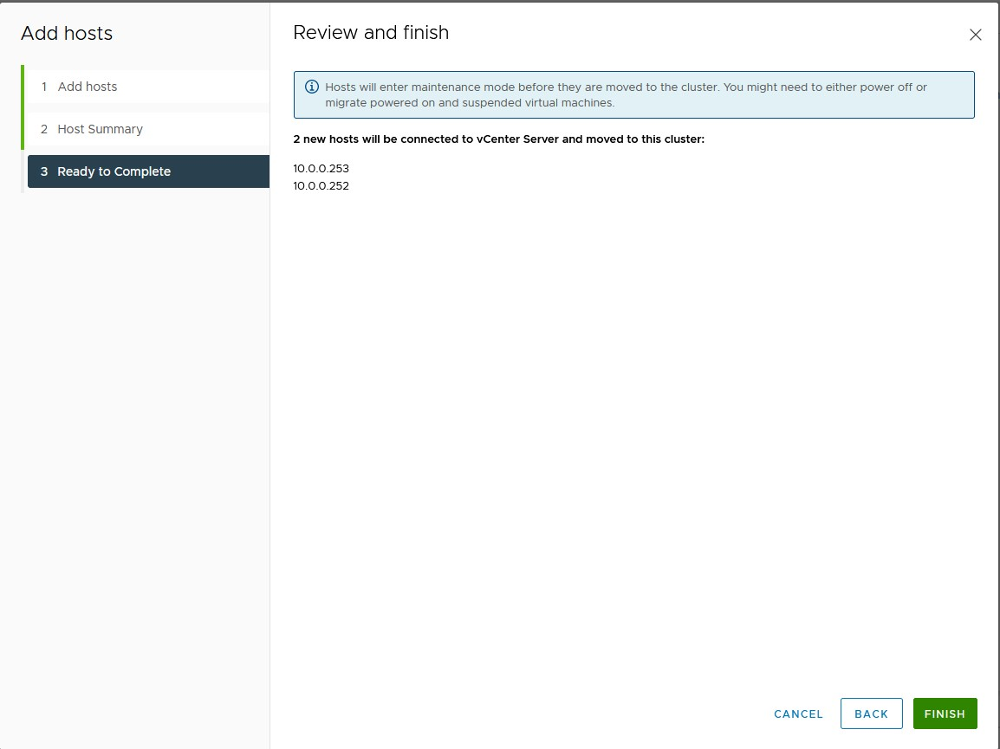 Add hosts
1 Add hosts
2 Host Summary
3 Ready to Complete
Review and finish
Hosts will enter maintenance mode before they are moved to the cluster. You might need to either power off or
migrate powered on and suspended virtual machines.
2 new hosts will be connected to vCenter Server and moved to this cluster:
10.0.0.253
10.0.0.252
CANCEL
BACK
FINISH